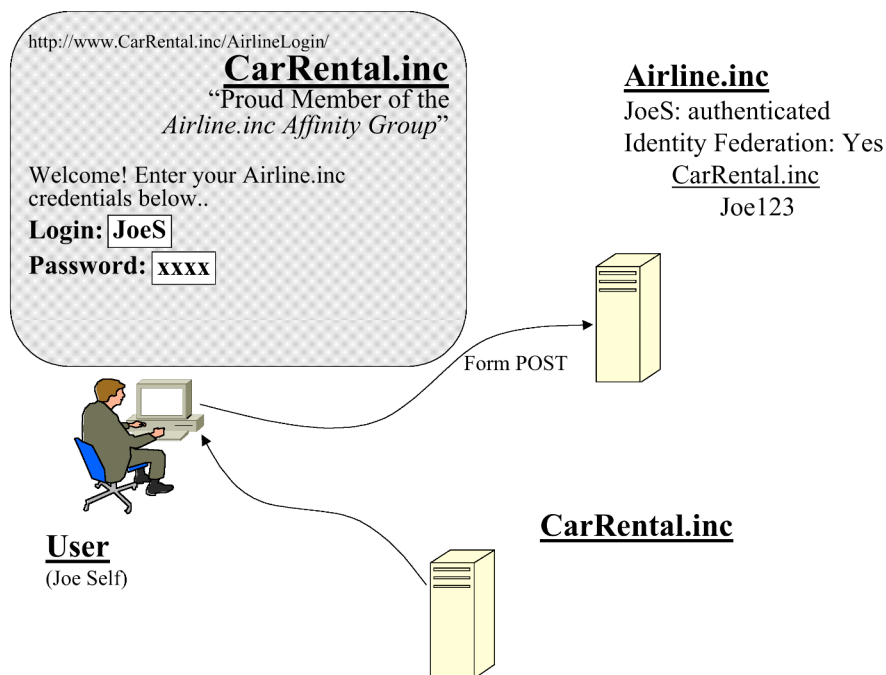 http://www.CarRental.inc/AirlineLogin/
CarRental.inc
“Proud Member of the
Airline.inc Affinity Group”
Welcome! Enter your Airline.inc
credentials below..
Login: JoeS
Password: xxxx
Airline.inc
JoeS: authenticated
Identity Federation: Yes
CarRental.inc
Joe123
Form POST
User
(Joe Self)
CarRental.inc